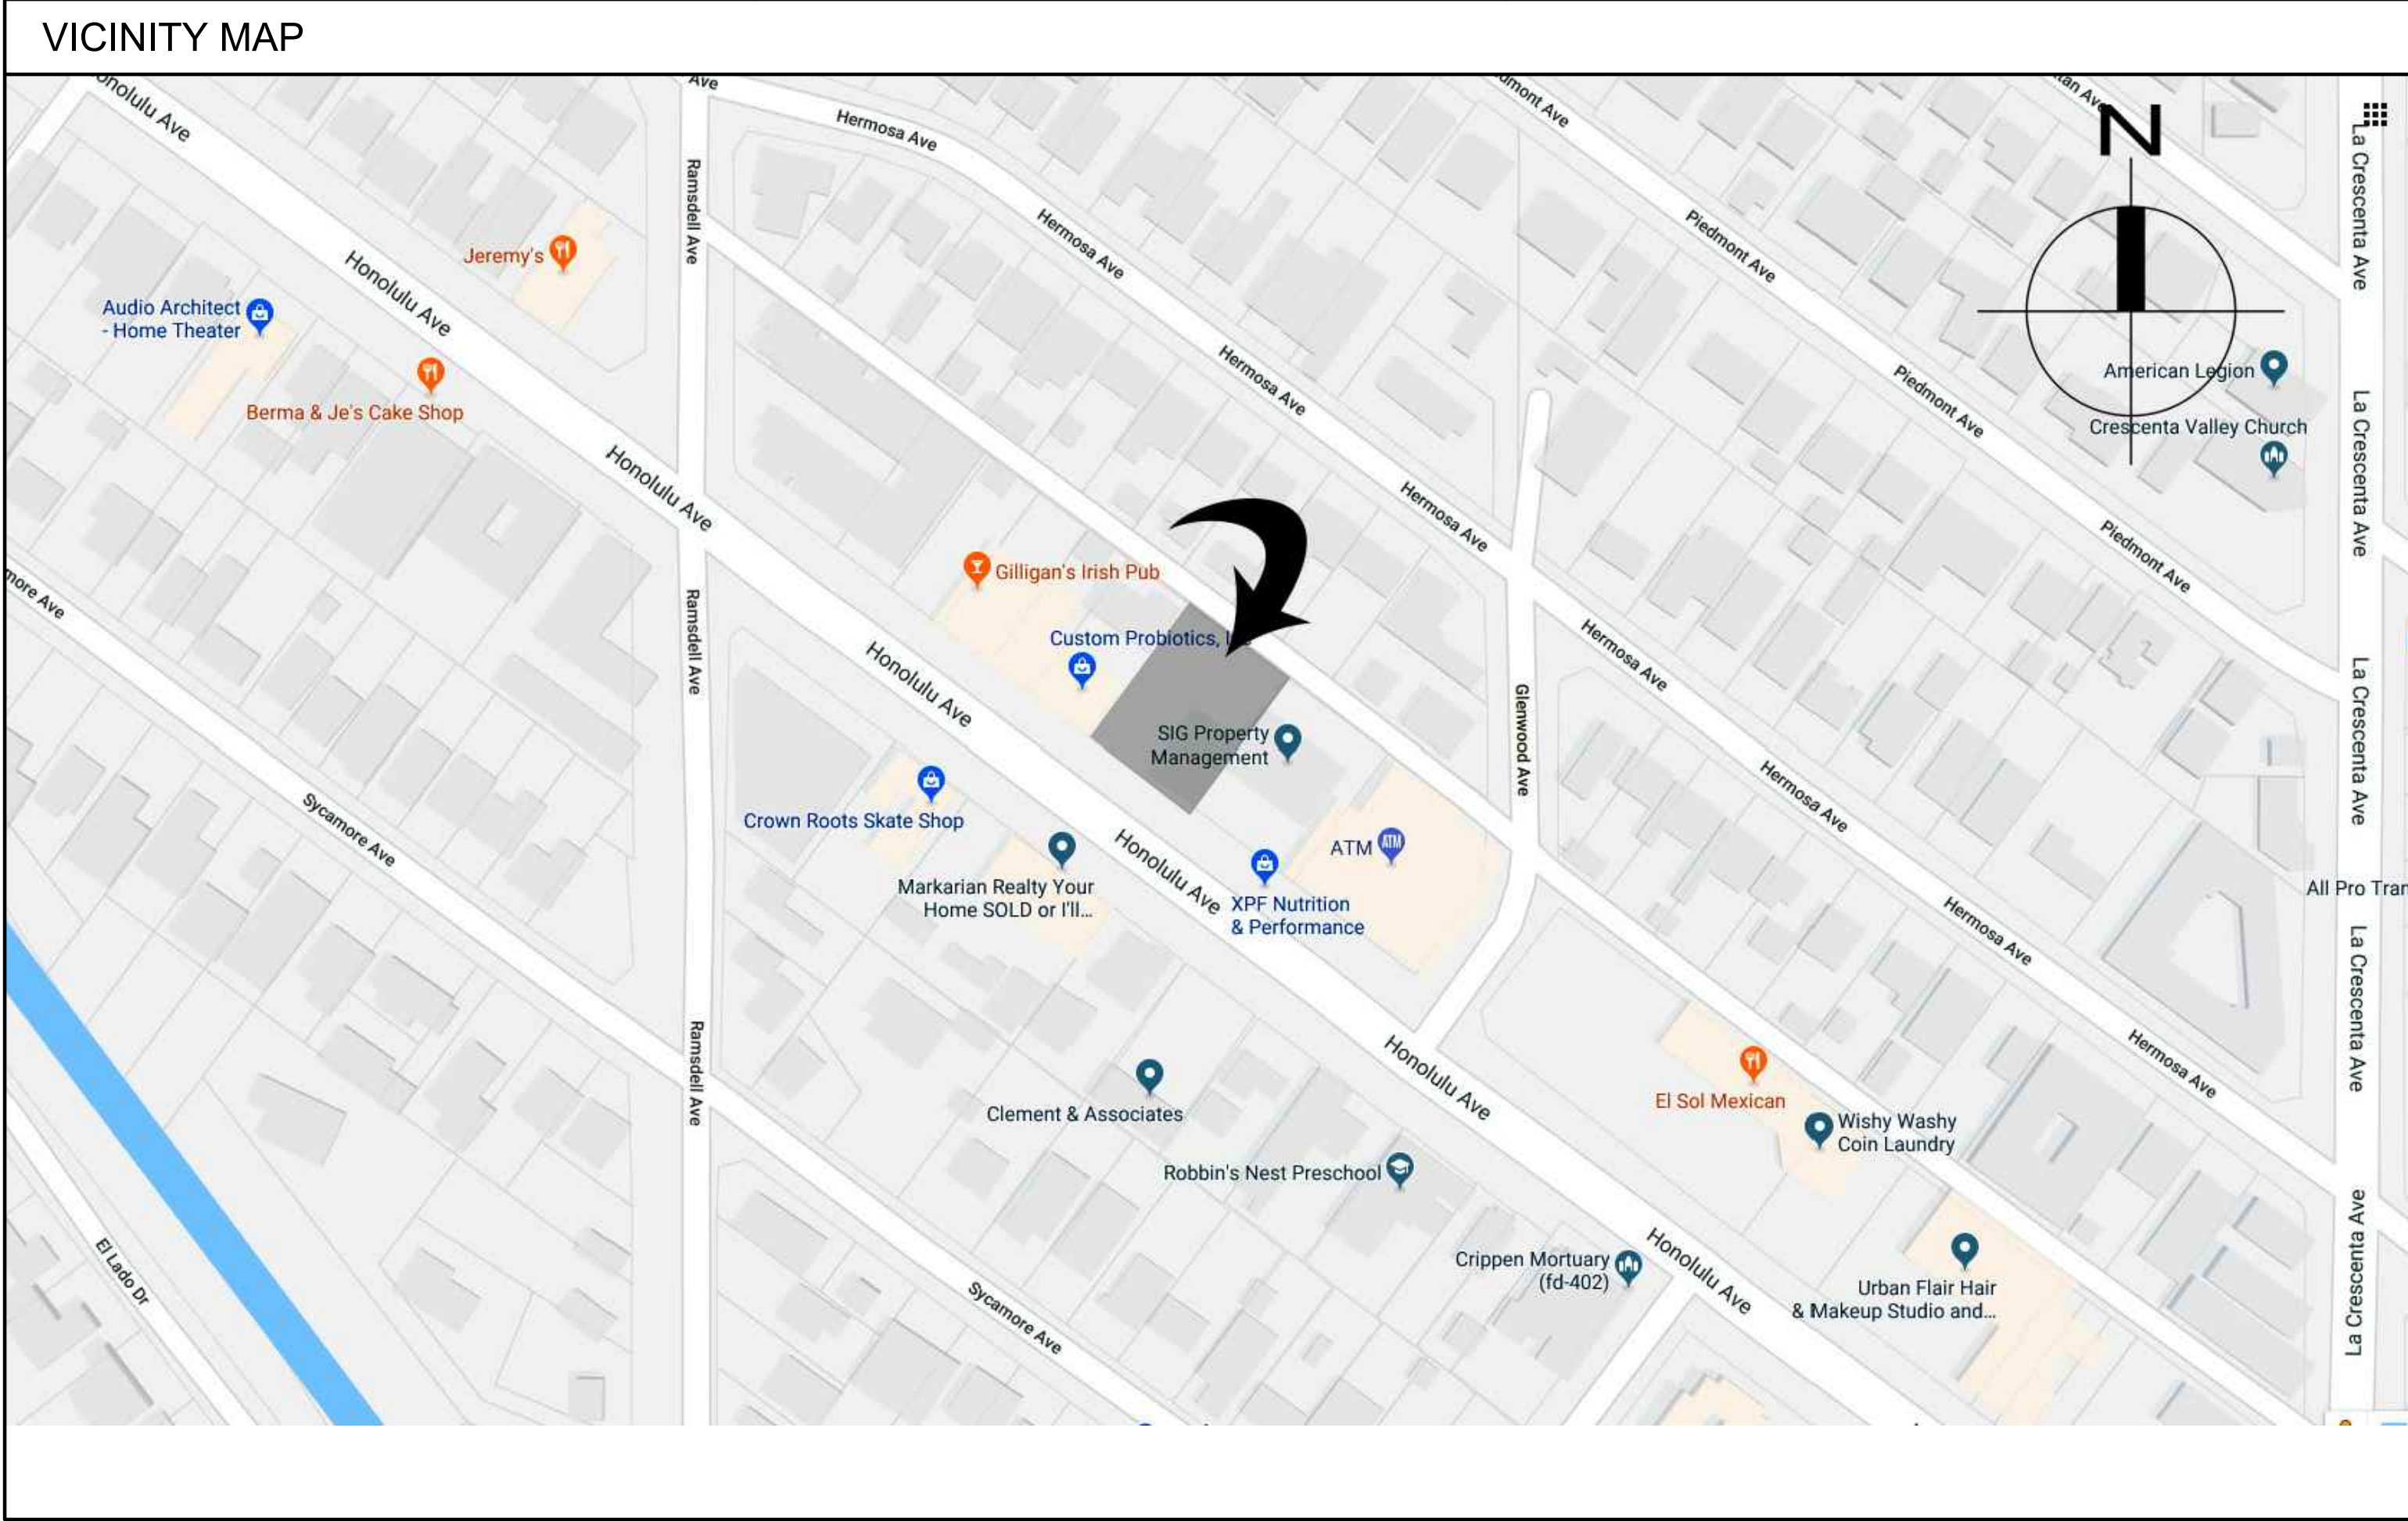 VICINITY MAP
onolulu Ave
Ave
Hermosa Ave
dmont Ave
tan Ave
N
La Crescenta Ave
Ramsdell Ave
Hermosa Ave
Piedmont Ave
Jeremy's
Honolulu Ave
Audio Architect
- Home Theater
Berma & Je's Cake Shop
Hermosa Ave
Piedmont Ave
American Legion
Crescenta Valley Church
La Crescenta Ave
Honolulu Ave
Hermosa Ave
Piedmont Ave
more Ave
Gilligan's Irish Pub
Ramsdell Ave
Custom Probiotics,
Honolulu Ave
Hermosa Ave
La Crescenta Ave
Glenwood Ave
SIG Property
Management
Sycamore Ave
Crown Roots Skate Shop
Hermosa Ave
ATM
ATM
Honolulu Ave
Markarian Realty Your
Home SOLD or I'll...
XPF Nutrition
& Performance
All Pro Tran
Hermosa Ave
La Crescenta Ave
Ramsdell Ave
Honolulu Ave
Hermosa Ave
Clement & Associates
El Sol Mexican
Wishy Washy
Coin Laundry
Robbin's Nest Preschool
La Crescenta Ave
El Lado Dr
Sycamore Ave
Crippen Mortuary
(fd-402)
Honolulu Ave
Urban Flair Hair
& Makeup Studio and...